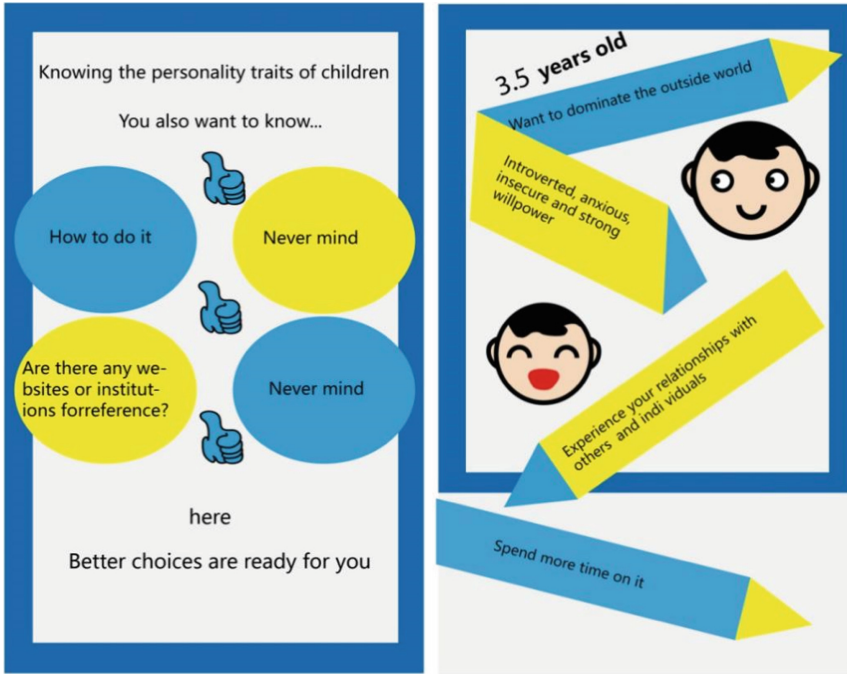 Knowing the personality traits of children
You also want to know...
How to do it
Never mind
Are there any we-
bsites or institut-
ions forreference?
Never mind
here
Better choices are ready for you
3.5 years old
Want to dominate the outside world
Introverted, anxious,
insecure and strong
willpower
Experience your relationships with
others and indi viduals
Spend more time on it